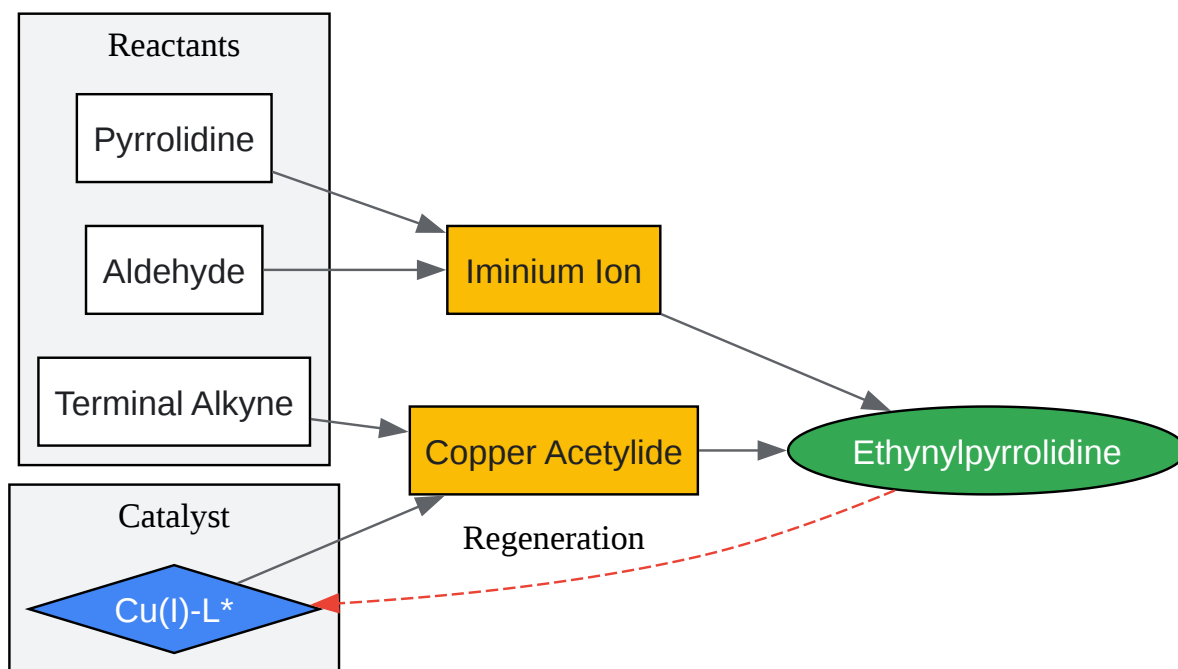 Reactants
Pyrrolidine
Aldehyde
Terminal Alkyne
Iminium Ion
Copper Acetylide
Ethynylpyrrolidine
Catalyst
Cu(I)-L*
Regeneration